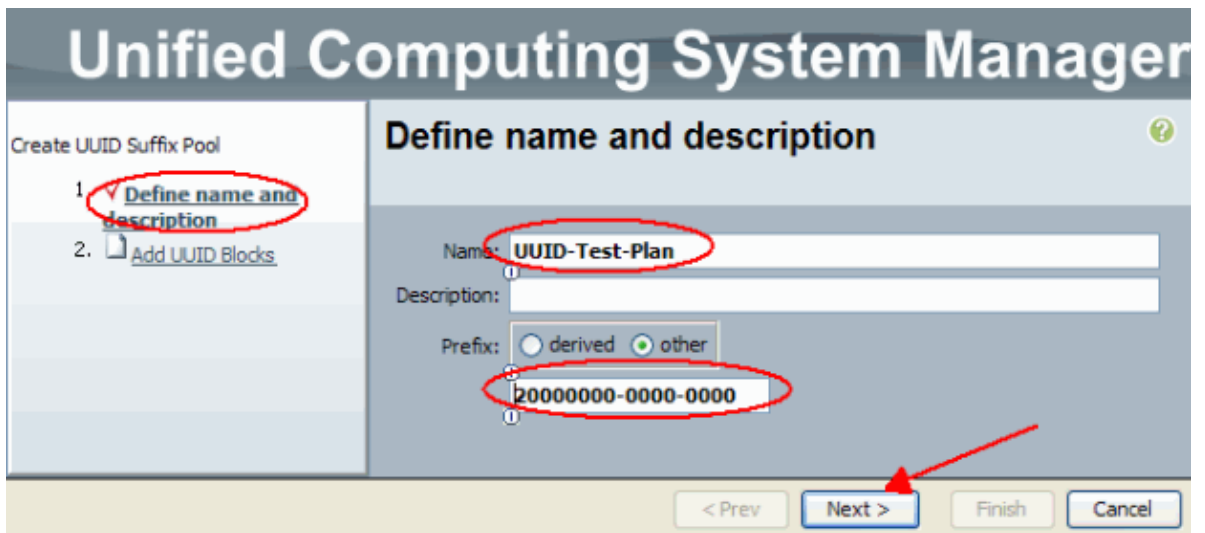 Unified Computing System Manager
Create UUID Suffix Pool
1. Define name and
description
2. Add UUID Blocks
Define name and description
?
Name: UUID-Test-Plan
Description:
Prefix: derived other
20000000-0000-0000
< Prev Next > Finish Cancel